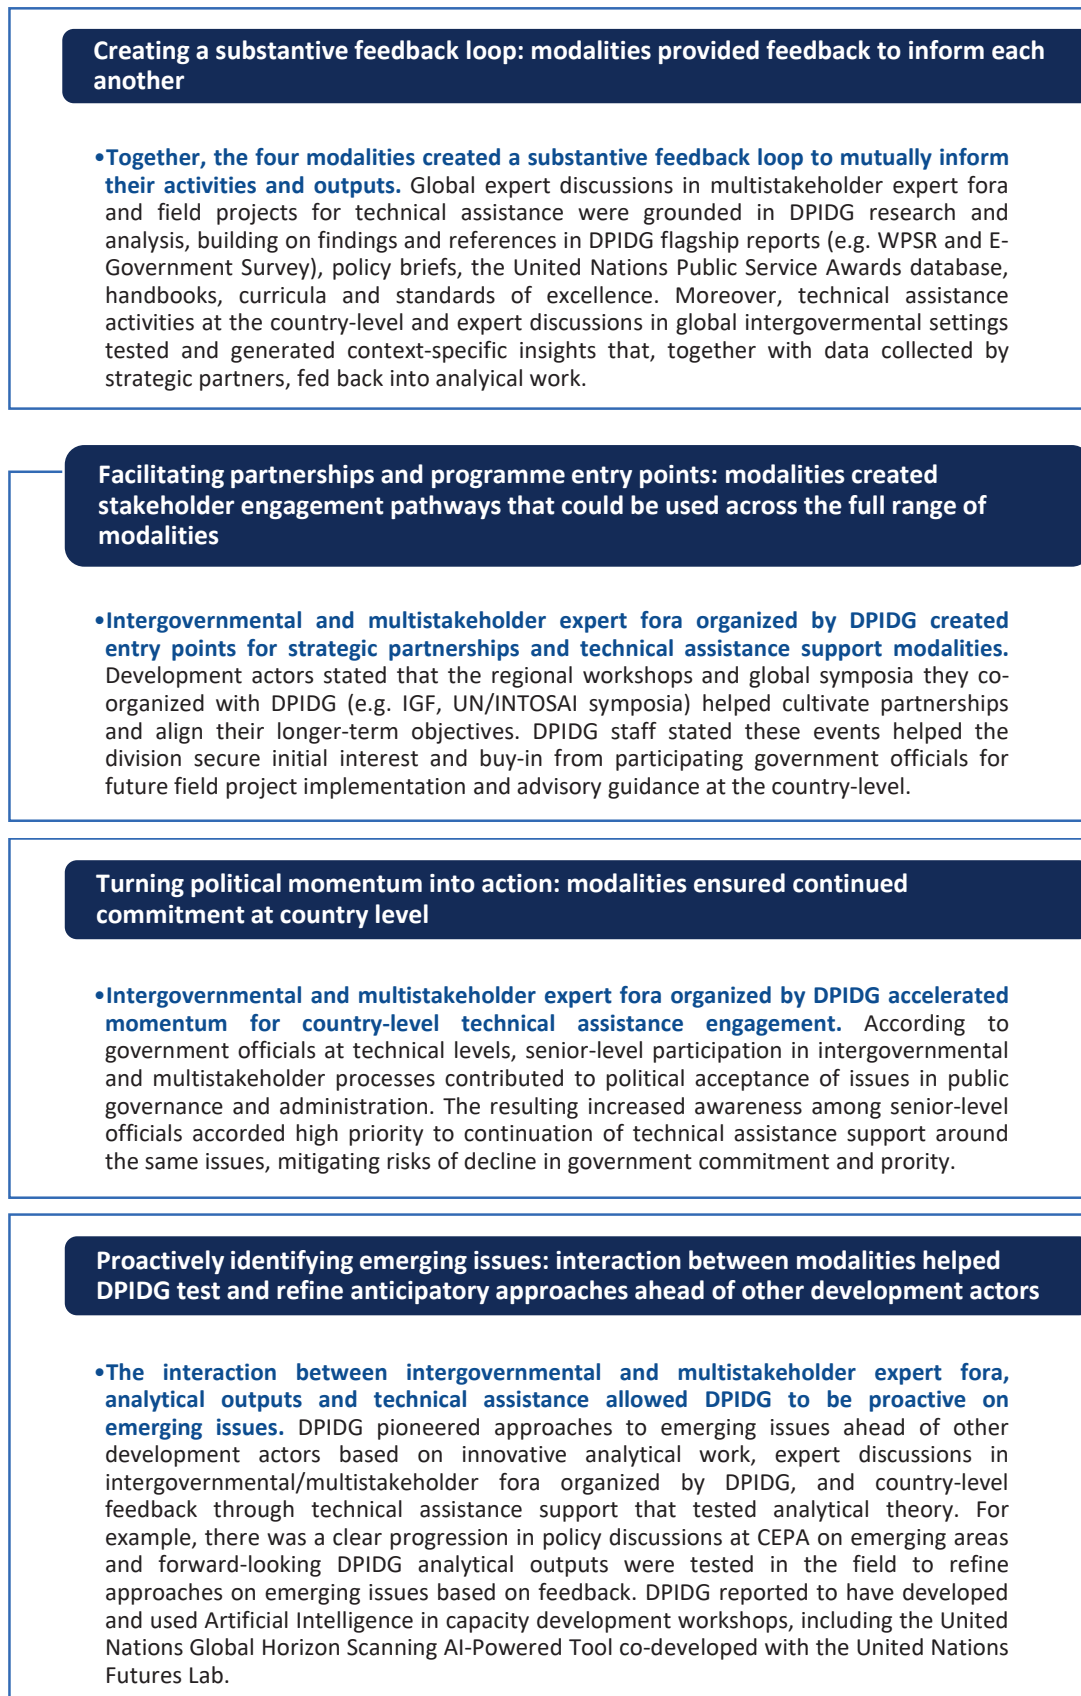 Creating a substantive feedback loop: modalities provided feedback to inform each
another
•Together, the four modalities created a substantive feedback loop to mutually inform
their activities and outputs. Global expert discussions in multistakeholder expert fora
and field projects for technical assistance were grounded in DPIDG research and
analysis, building on findings and references in DPIDG flagship reports (e.g. WPSR and E-
Government Survey), policy briefs, the United Nations Public Service Awards database,
handbooks, curricula and standards of excellence. Moreover, technical assistance
activities at the country-level and expert discussions in global intergovermental settings
tested and generated context-specific insights that, together with data collected by
strategic partners, fed back into analyical work.
Facilitating partnerships and programme entry points: modalities created
stakeholder engagement pathways that could be used across the full range of
modalities
•Intergovernmental and multistakeholder expert fora organized by DPIDG created
entry points for strategic partnerships and technical assistance support modalities.
Development actors stated that the regional workshops and global symposia they co-
organized with DPIDG (e.g. IGF, UN/INTOSAI symposia) helped cultivate partnerships
and align their longer-term objectives. DPIDG staff stated these events helped the
division secure initial interest and buy-in from participating government officials for
future field project implementation and advisory guidance at the country-level.
Turning political momentum into action: modalities ensured continued
commitment at country level
•Intergovernmental and multistakeholder expert fora organized by DPIDG accelerated
momentum for country-level technical assistance engagement. According to
government officials at technical levels, senior-level participation in intergovernmental
and multistakeholder processes contributed to political acceptance of issues in public
governance and administration. The resulting increased awareness among senior-level
officials accorded high priority to continuation of technical assistance support around
the same issues, mitigating risks of decline in government commitment and prority.
Proactively identifying emerging issues: interaction between modalities helped
DPIDG test and refine anticipatory approaches ahead of other development actors
•The interaction between intergovernmental and multistakeholder expert fora,
analytical outputs and technical assistance allowed DPIDG to be proactive on
emerging issues. DPIDG pioneered approaches to emerging issues ahead of other
development actors based on innovative analytical work, expert discussions in
intergovernmental/multistakeholder fora organized by DPIDG, and country-level
feedback through technical assistance support that tested analytical theory. For
example, there was a clear progression in policy discussions at CEPA on emerging areas
and forward-looking DPIDG analytical outputs were tested in the field to refine
approaches on emerging issues based on feedback. DPIDG reported to have developed
and used Artificial Intelligence in capacity development workshops, including the United
Nations Global Horizon Scanning AI-Powered Tool co-developed with the United Nations
Futures Lab.